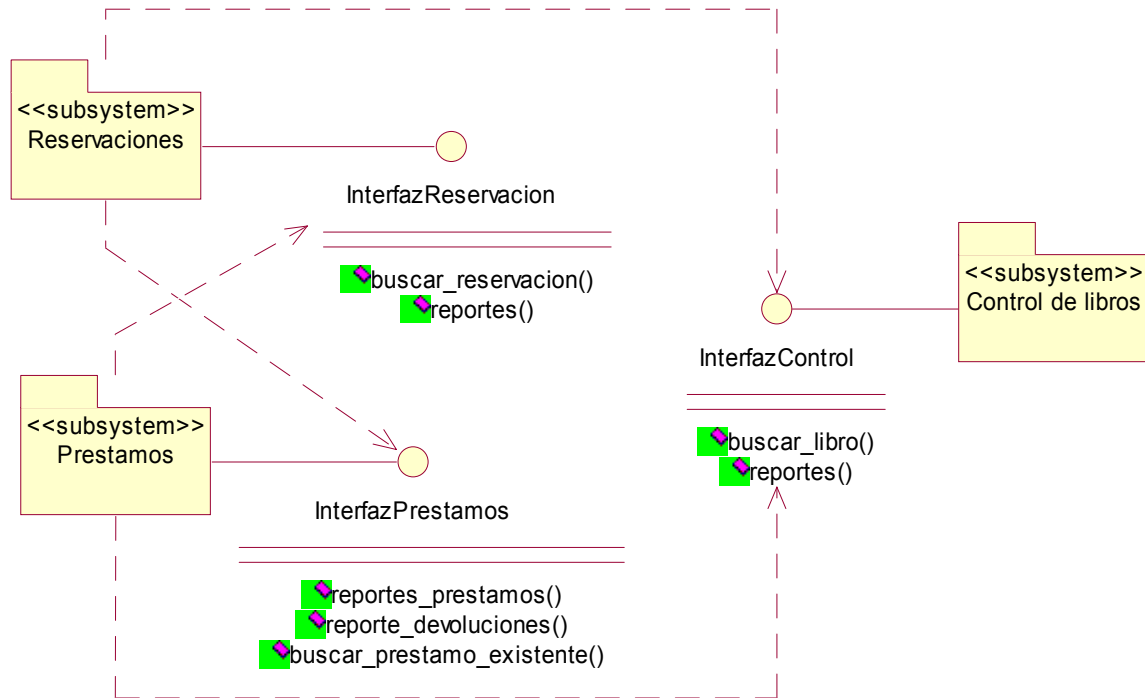 <<subsystem>>
Reservaciones
InterfazReservacion
buscar_reservacion()
reportes()
<<subsystem>>
Control de libros
InterfazControl
buscar_libro()
reportes()
<<subsystem>>
Prestamos
InterfazPrestamos
reportes_prestamos()
reporte_devoluciones()
buscar_prestamo_existente()